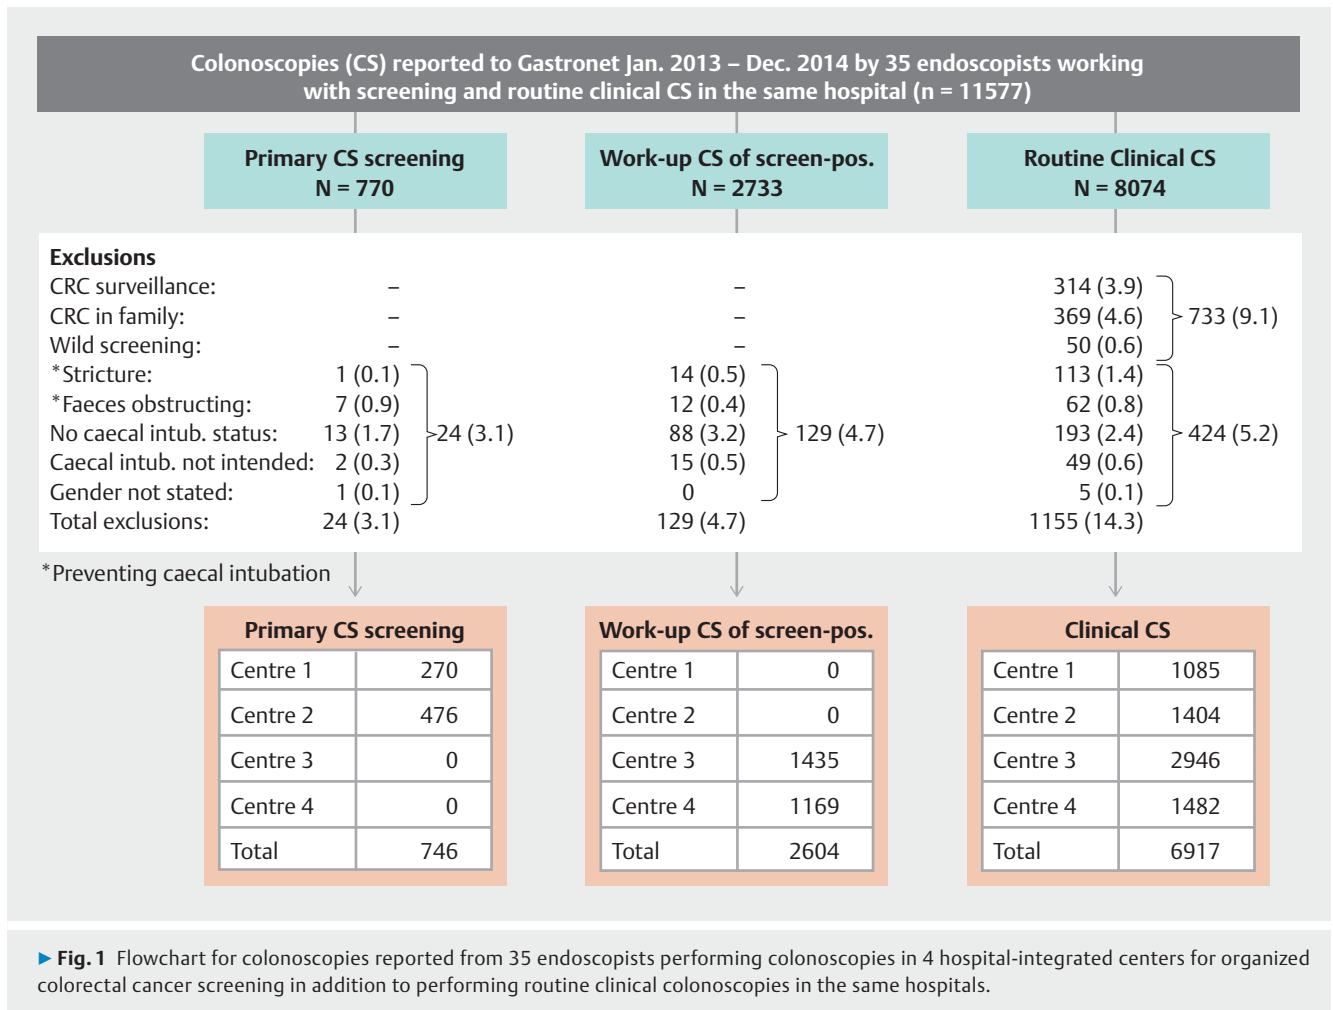 Colonoscopies (CS) reported to Gastronet Jan. 2013 – Dec. 2014 by 35 endoscopists working
with screening and routine clinical CS in the same hospital (n = 11577)
Primary CS screening
N = 770
Work-up CS of screen-pos.
N = 2733
Routine Clinical CS
N = 8074
Exclusions
CRC surveillance: – – 314 (3.9)
CRC in family: – – 369 (4.6) 733 (9.1)
Wild screening: – – 50 (0.6)
*Stricture: 1 (0.1) 14 (0.5) 113 (1.4)
*Faeces obstructing: 7 (0.9) 12 (0.4) 62 (0.8)
No caecal intub. status: 13 (1.7) 24 (3.1) 88 (3.2) 129 (4.7) 193 (2.4) 424 (5.2)
Caecal intub. not intended: 2 (0.3) 15 (0.5) 49 (0.6)
Gender not stated: 1 (0.1) 0 5 (0.1)
Total exclusions: 24 (3.1) 129 (4.7) 1155 (14.3)
*Preventing caecal intubation
Primary CS screening
Centre 1 270
Centre 2 476
Centre 3 0
Centre 4 0
Total 746
Work-up CS of screen-pos.
Centre 1 0
Centre 2 0
Centre 3 1435
Centre 4 1169
Total 2604
Clinical CS
Centre 1 1085
Centre 2 1404
Centre 3 2946
Centre 4 1482
Total 6917
▶ Fig. 1 Flowchart for colonoscopies reported from 35 endoscopists performing colonoscopies in 4 hospital-integrated centers for organized
colorectal cancer screening in addition to performing routine clinical colonoscopies in the same hospitals.